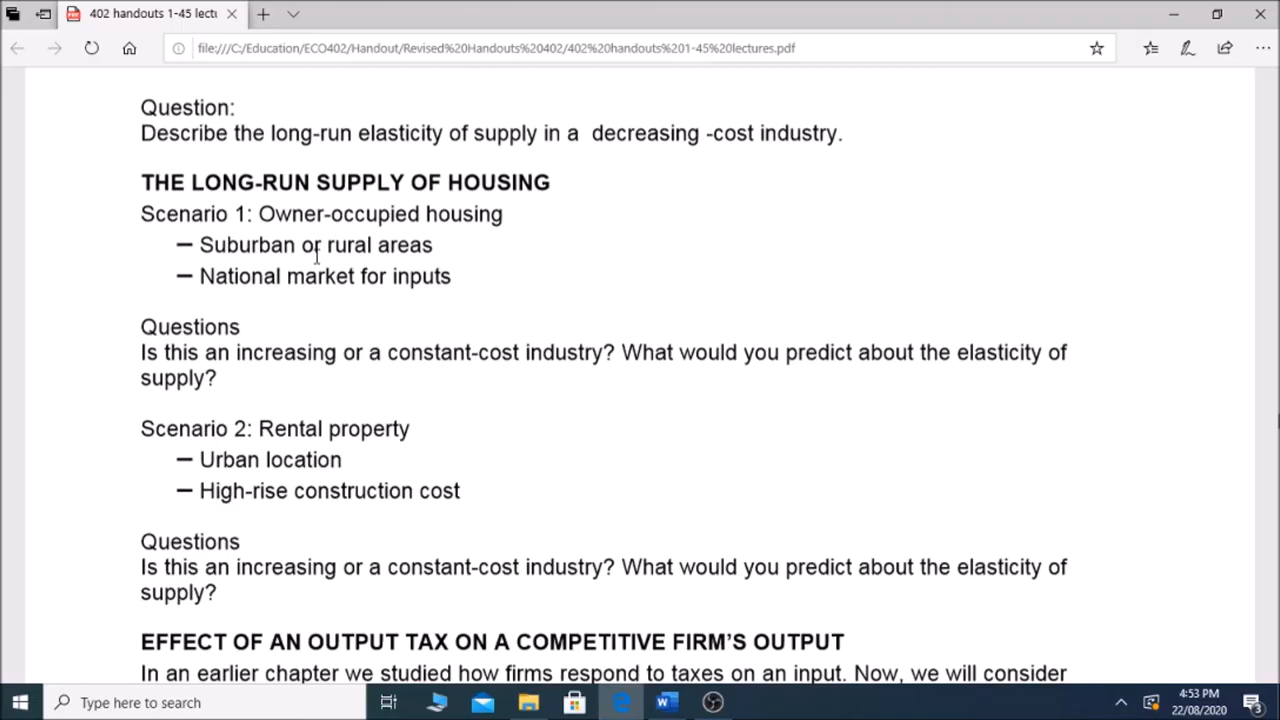 402 handouts 1-45 lectu
file:///C:/Education/ECO402/Handout/Revised%20Handouts%20402/402%20handouts%201-45%20lectures.pdf
Question:
Describe the long-run elasticity of supply in a decreasing -cost industry.
THE LONG-RUN SUPPLY OF HOUSING
Scenario 1: Owner-occupied housing
– Suburban or rural areas
– National market for inputs
Questions
Is this an increasing or a constant-cost industry? What would you predict about the elasticity of
supply?
Scenario 2: Rental property
– Urban location
– High-rise construction cost
Questions
Is this an increasing or a constant-cost industry? What would you predict about the elasticity of
supply?
EFFECT OF AN OUTPUT TAX ON A COMPETITIVE FIRM'S OUTPUT
In an earlier chapter we studied how firms respond to taxes on an input. Now, we will consider
Type here to search
4:53 PM
22/08/2020
3